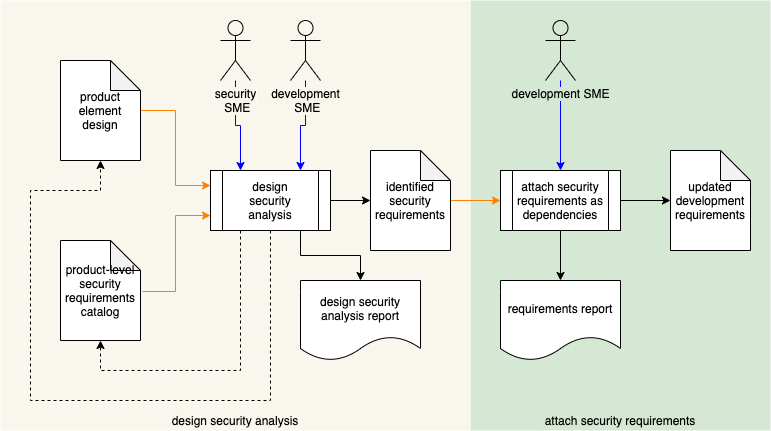 security
SME
development
SME
development SME
product
element
design
design
security
analysis
identified
security
requirements
attach security
requirements as
dependencies
updated
development
requirements
product-level
security
requirements
catalog
design security
analysis report
requirements report
design security analysis
attach security requirements